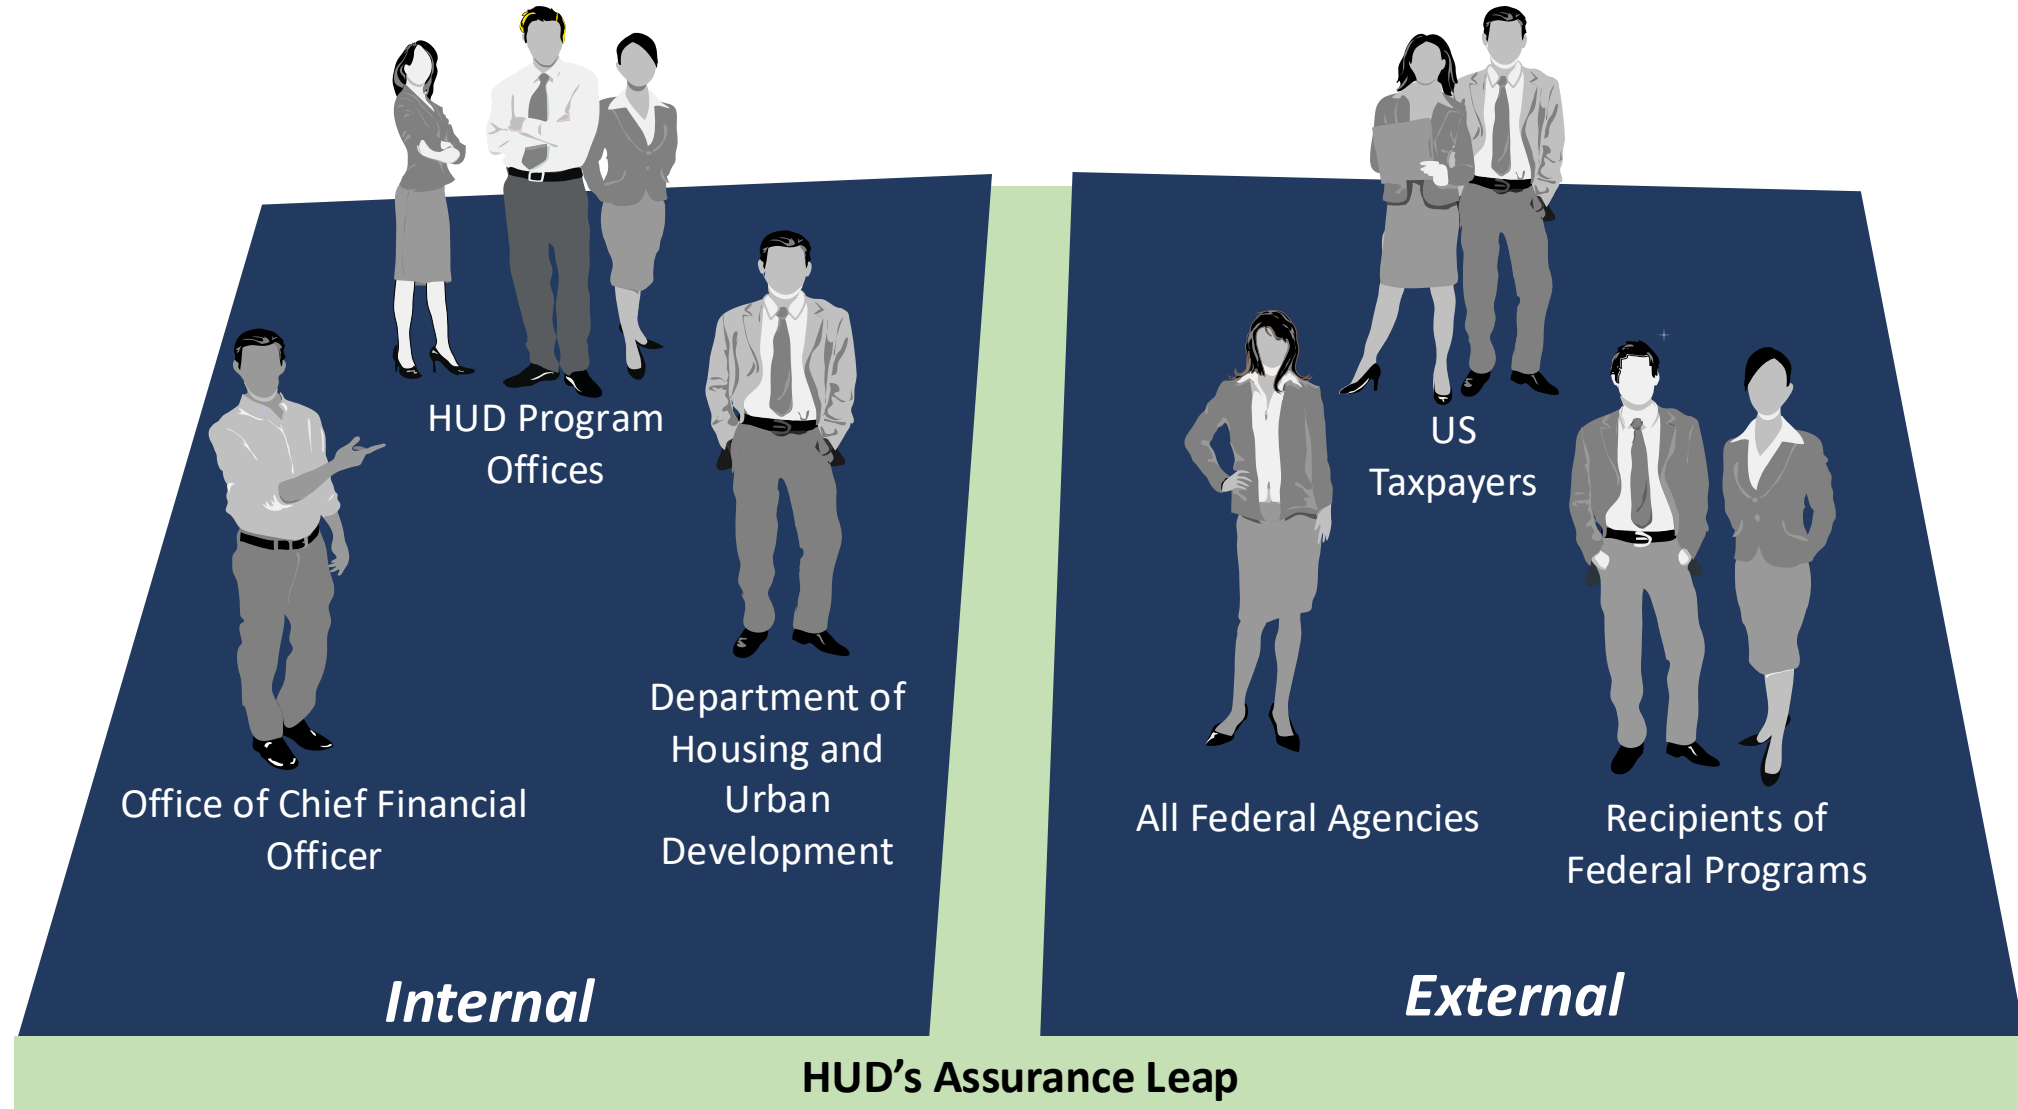 HUD Program
Offices
Office of Chief Financial
Officer
Department of
Housing and
Urban
Development
Internal
US
Taxpayers
All Federal Agencies
Recipients of
Federal Programs
External
HUD’s Assurance Leap